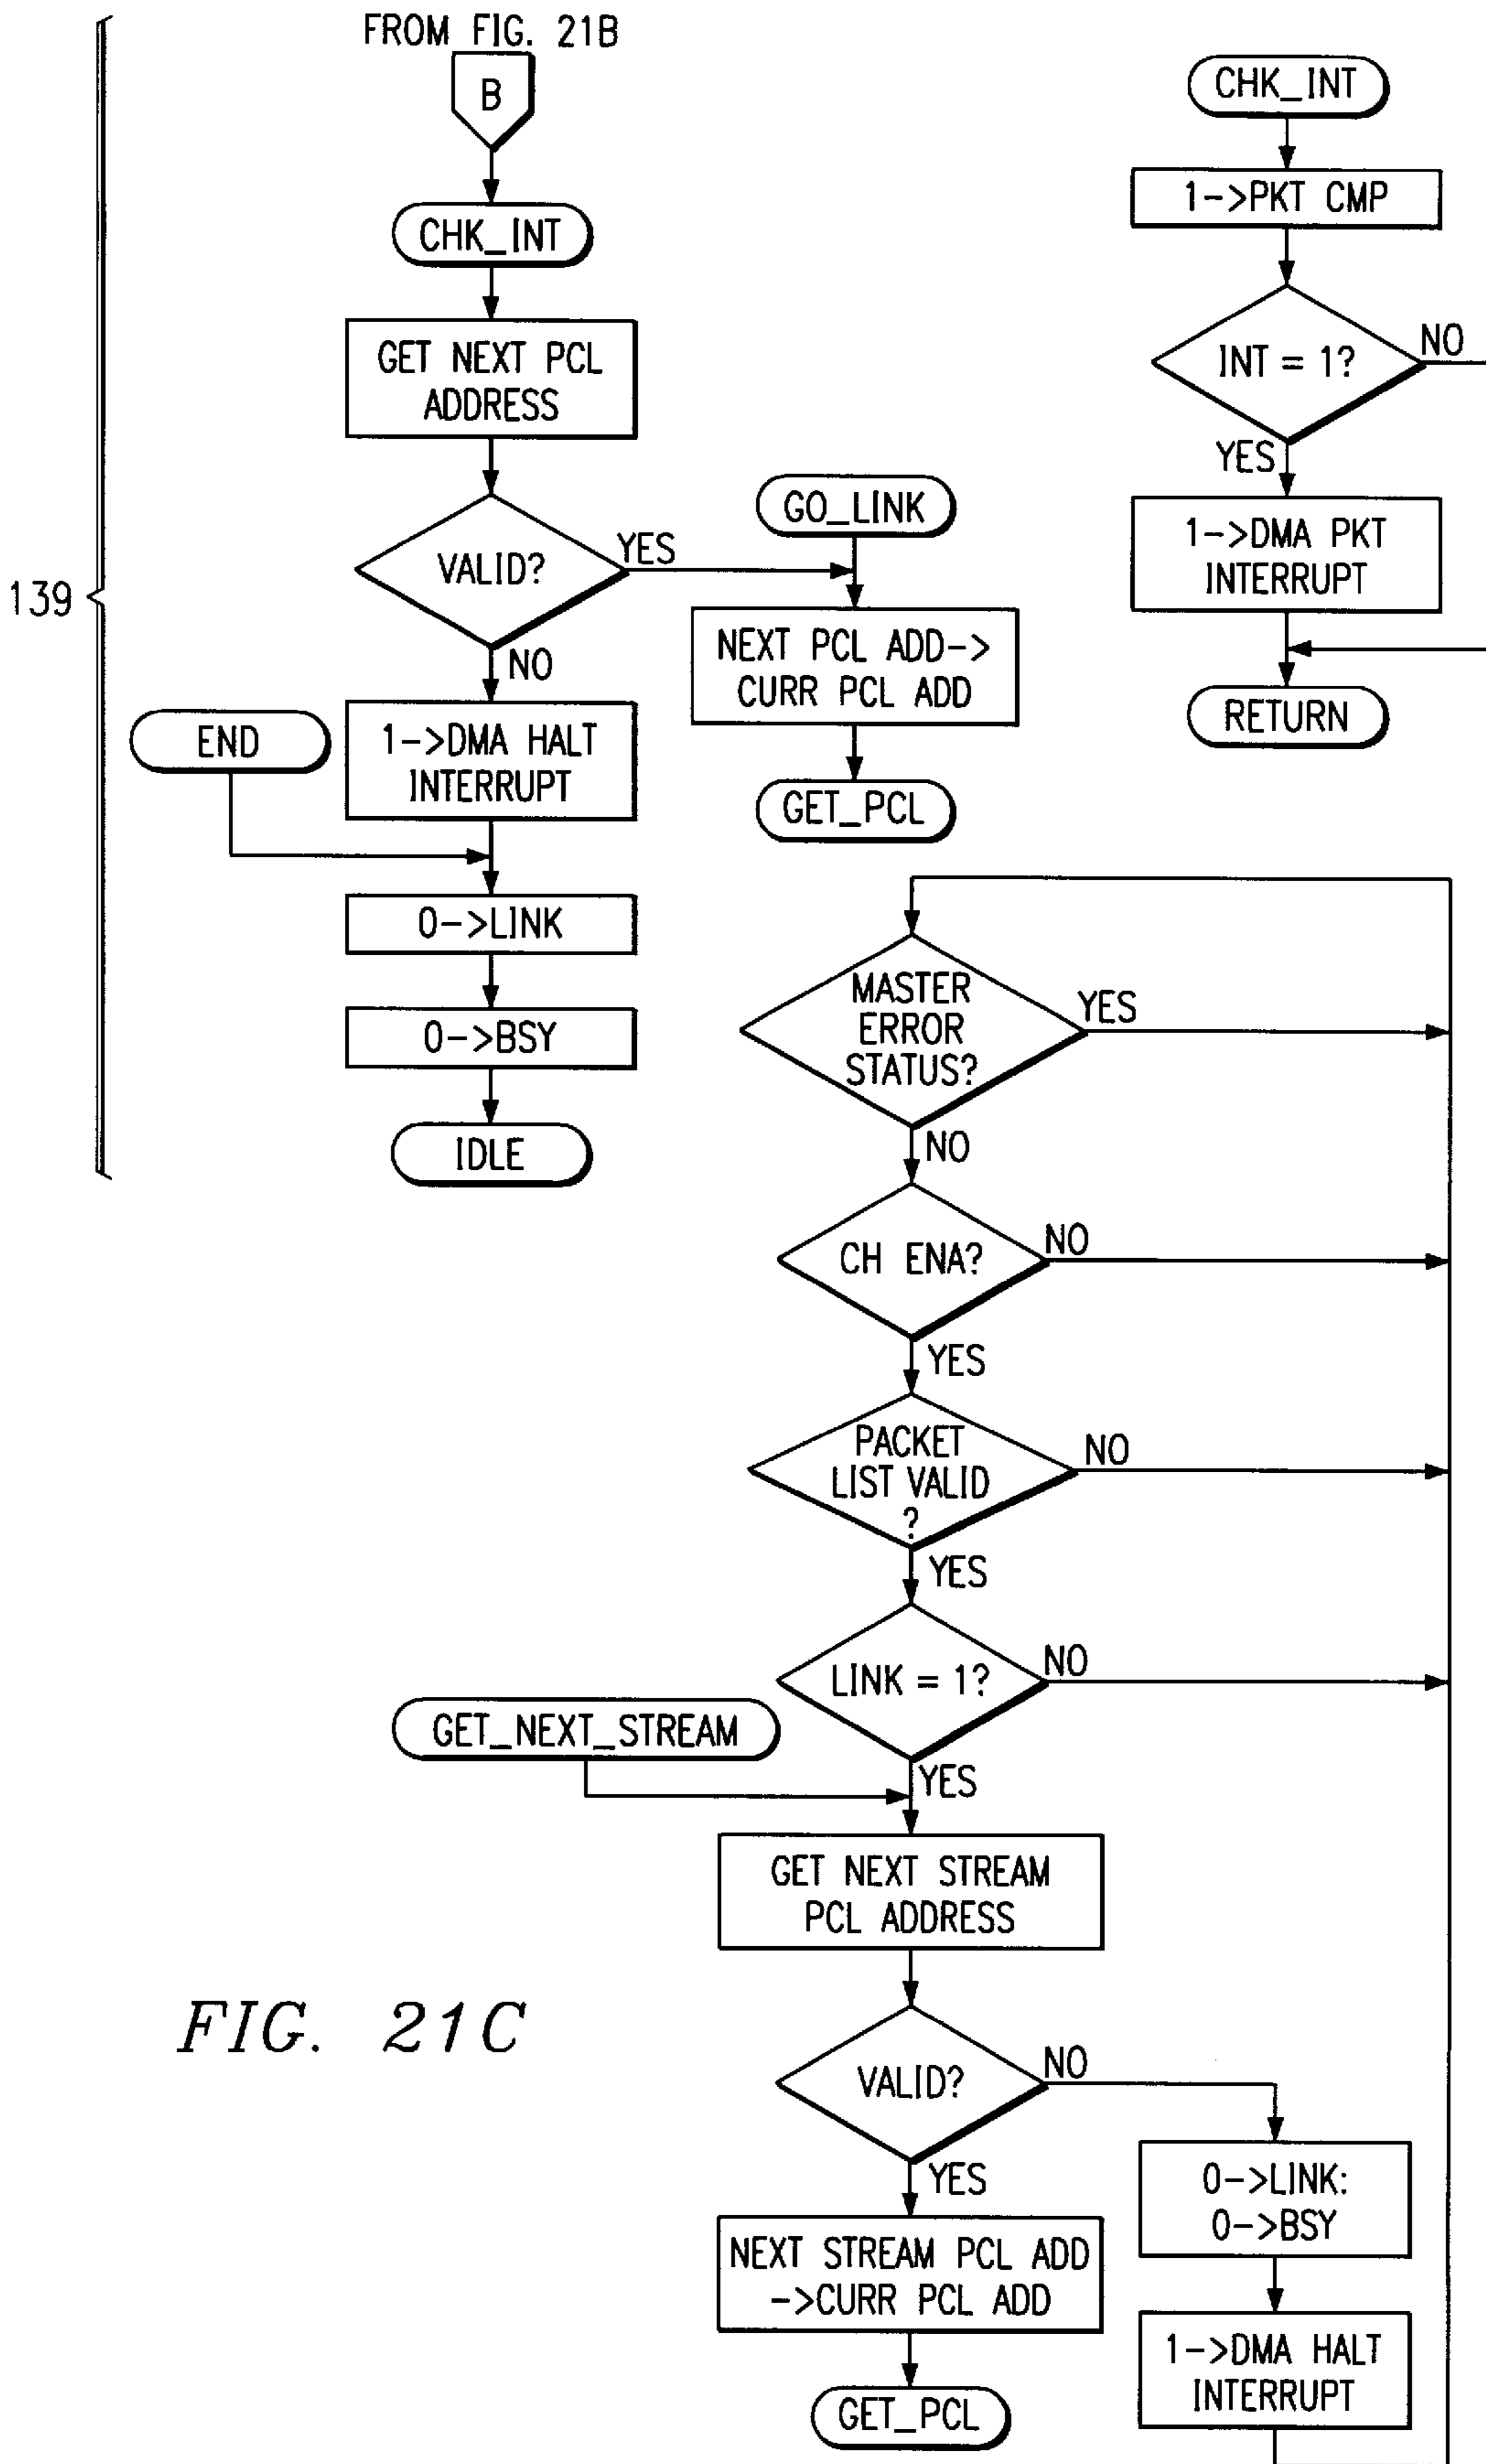 FROM FIG. 21B
B
CHK_INT
GET NEXT PCL
ADDRESS
VALID?
YES
NO
139
END
1->DMA HALT
INTERRUPT
0->LINK
0->BSY
IDLE
GO_LINK
NEXT PCL ADD->
CURR PCL ADD
GET_PCL
CHK_INT
1->PKT CMP
INT = 1?
NO
YES
1->DMA PKT
INTERRUPT
RETURN
MASTER
ERROR
STATUS?
YES
NO
CH ENA?
NO
YES
PACKET
LIST VALID
?
NO
YES
LINK = 1?
NO
YES
GET_NEXT_STREAM
GET NEXT STREAM
PCL ADDRESS
VALID?
NO
YES
0->LINK:
0->BSY
1->DMA HALT
INTERRUPT
NEXT STREAM PCL ADD
->CURR PCL ADD
GET_PCL
FIG. 21C